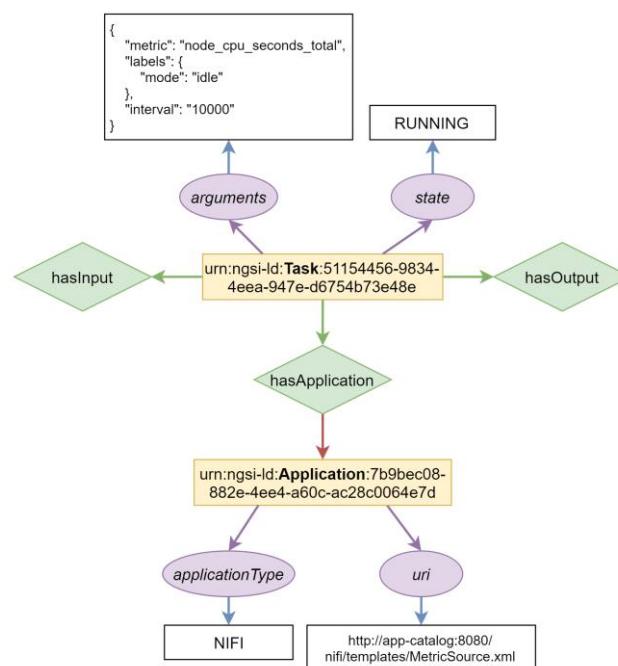 {
"metric": "node_cpu_seconds_total",
"labels": {
"mode": "idle"
},
"interval": "10000"
}
RUNNING
arguments
state
hasInput
urn:ngsi-ld:Task:51154456-9834-
4eea-947e-d6754b73e48e
hasOutput
hasApplication
urn:ngsi-ld:Application:7b9bec08-
882e-4ee4-a60c-ac28c0064e7d
applicationType
uri
NIFI
http://app-catalog:8080/
nifi/templates/MetricSource.xml